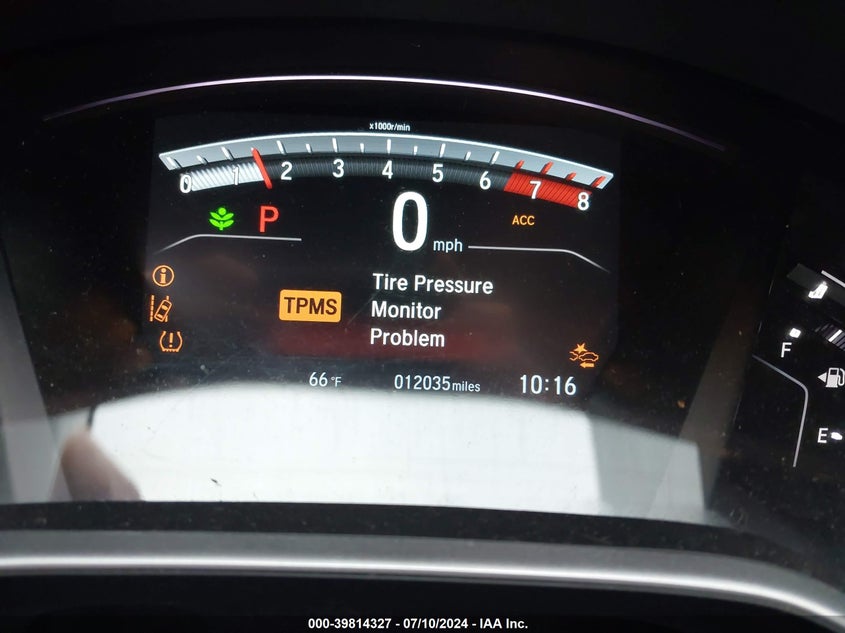 x1000r/min
0 1 2 3 4 5 6 7 8
P 0 mph ACC
Tire Pressure
TPMS Monitor
Problem
66°F 012035 miles 10:16
F
E
000-39814327 - 07/10/2024 - IAA Inc.